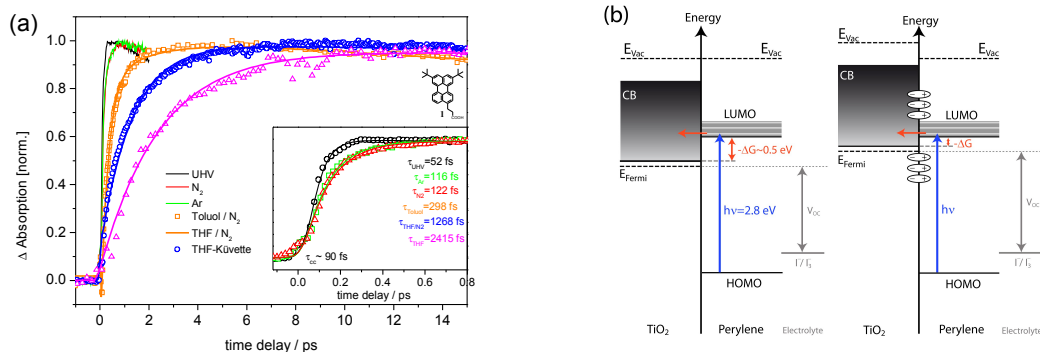 (a)
Δ Absorption [norm.]
1.0
0.8
0.6
0.4
0.2
0.0
0 2 4 6 8 10 12 14
time delay / ps
UHV
N₂
Ar
Toluol / N₂
THF / N₂
THF-Küvette
COOH
1
τUHV=52 fs
τAr=116 fs
τN2=122 fs
τToluol=298 fs
τTHF/N2=1268 fs
τTHF=2415 fs
τcc~ 90 fs
0.0 0.2 0.4 0.6 0.8
time delay / ps
(b)
Energy
EVac
EVac
CB
LUMO
-ΔG~0.5 eV
EFermi
hν=2.8 eV
VOC
I⁻/ I⁻₃
HOMO
TiO₂ Perylene Electrolyte
Energy
EVac
EVac
CB
LUMO
-ΔG
EFermi
hν
VOC
I⁻/ I⁻₃
HOMO
TiO₂ Perylene Electrolyte